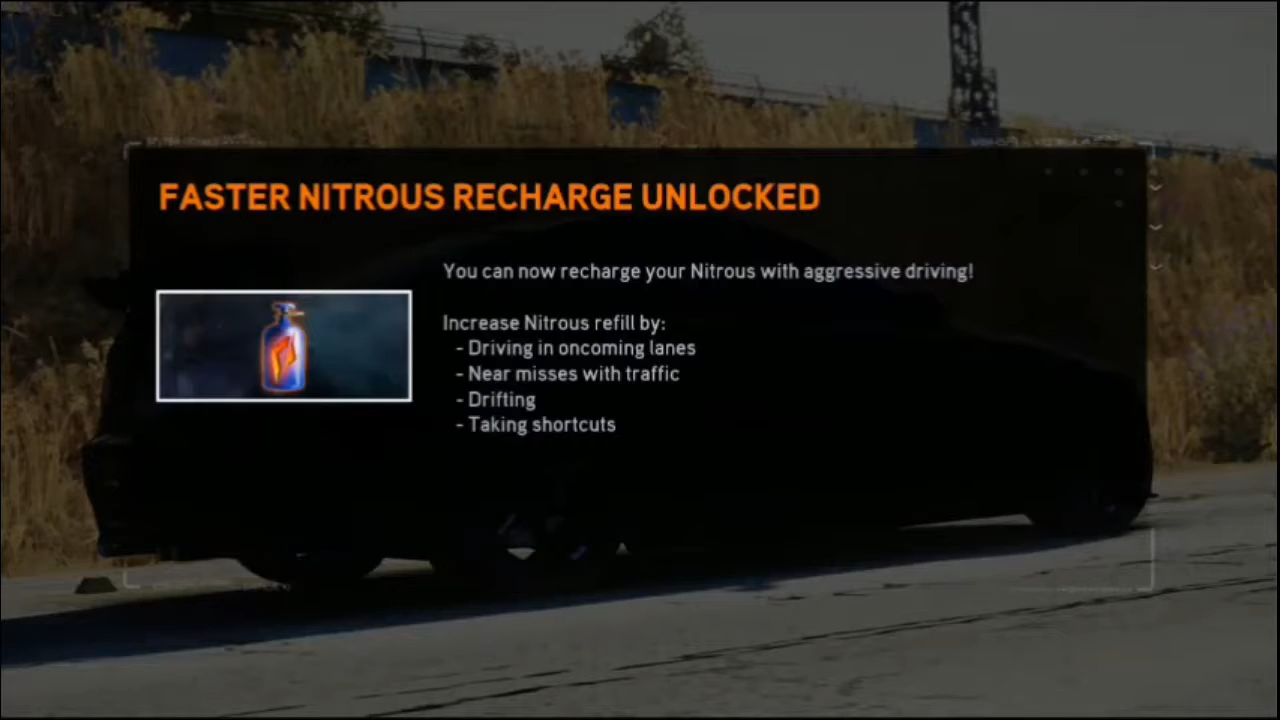 FASTER NITROUS RECHARGE UNLOCKED
You can now recharge your Nitrous with aggressive driving!
Increase Nitrous refill by:
- Driving in oncoming lanes
- Near misses with traffic
- Drifting
- Taking shortcuts